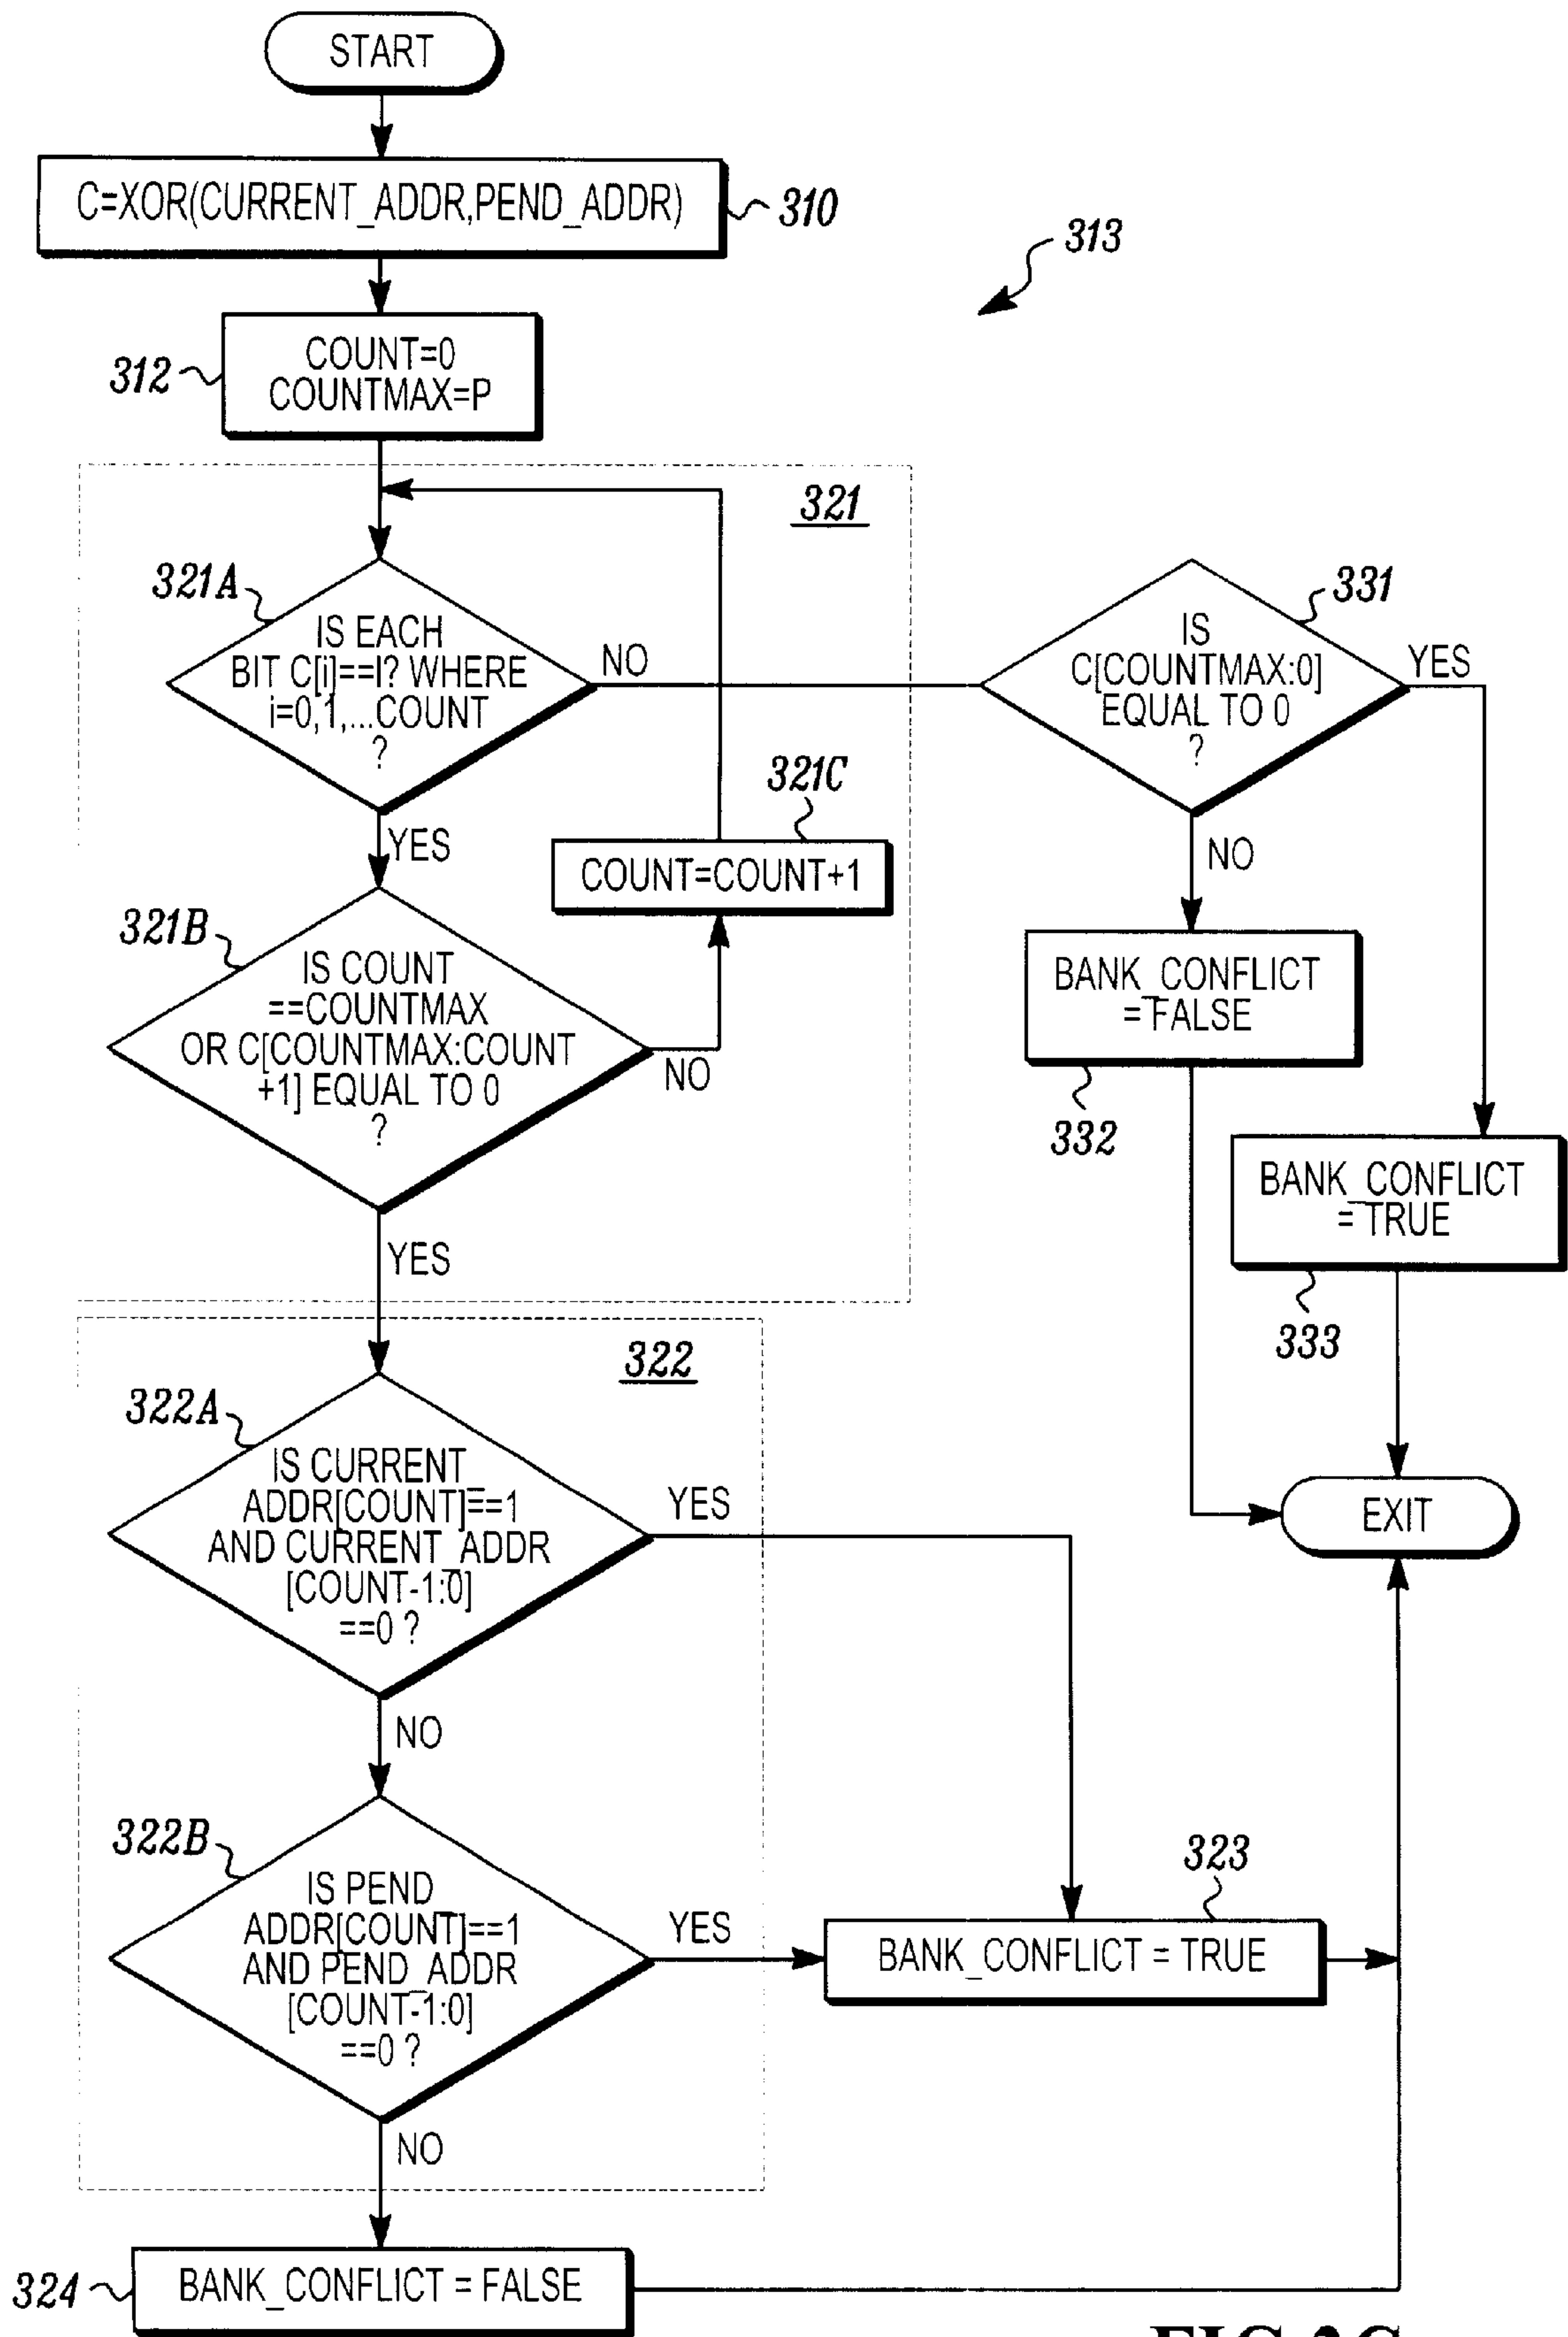 START
C=XOR(CURRENT_ADDR,PEND_ADDR)
310
313
312
COUNT=0
COUNTMAX=P
321
321A
IS EACH
BIT C[i]==I? WHERE
i=0,1,...COUNT
?
NO
YES
331
IS
C[COUNTMAX:0]
EQUAL TO 0
?
YES
NO
321C
COUNT=COUNT+1
321B
IS COUNT
==COUNTMAX
OR C[COUNTMAX:COUNT
+1] EQUAL TO 0
?
NO
YES
BANK_CONFLICT
=FALSE
332
BANK_CONFLICT
=TRUE
333
322
322A
IS CURRENT_
ADDR[COUNT]==1
AND CURRENT_ADDR
[COUNT-1:0]
==0 ?
YES
NO
EXIT
322B
IS PEND_
ADDR[COUNT]==1
AND PEND_ADDR
[COUNT-1:0]
==0 ?
YES
NO
323
BANK_CONFLICT = TRUE
324
BANK_CONFLICT = FALSE